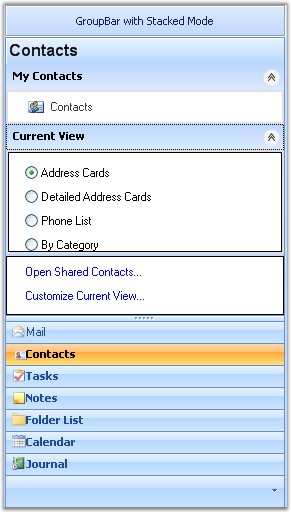 GroupBar with Stacked Mode
Contacts
My Contacts
Contacts
Current View
Address Cards
Detailed Address Cards
Phone List
By Category
Open Shared Contacts...
Customize Current View...
Mail
Contacts
Tasks
Notes
Folder List
Calendar
Journal